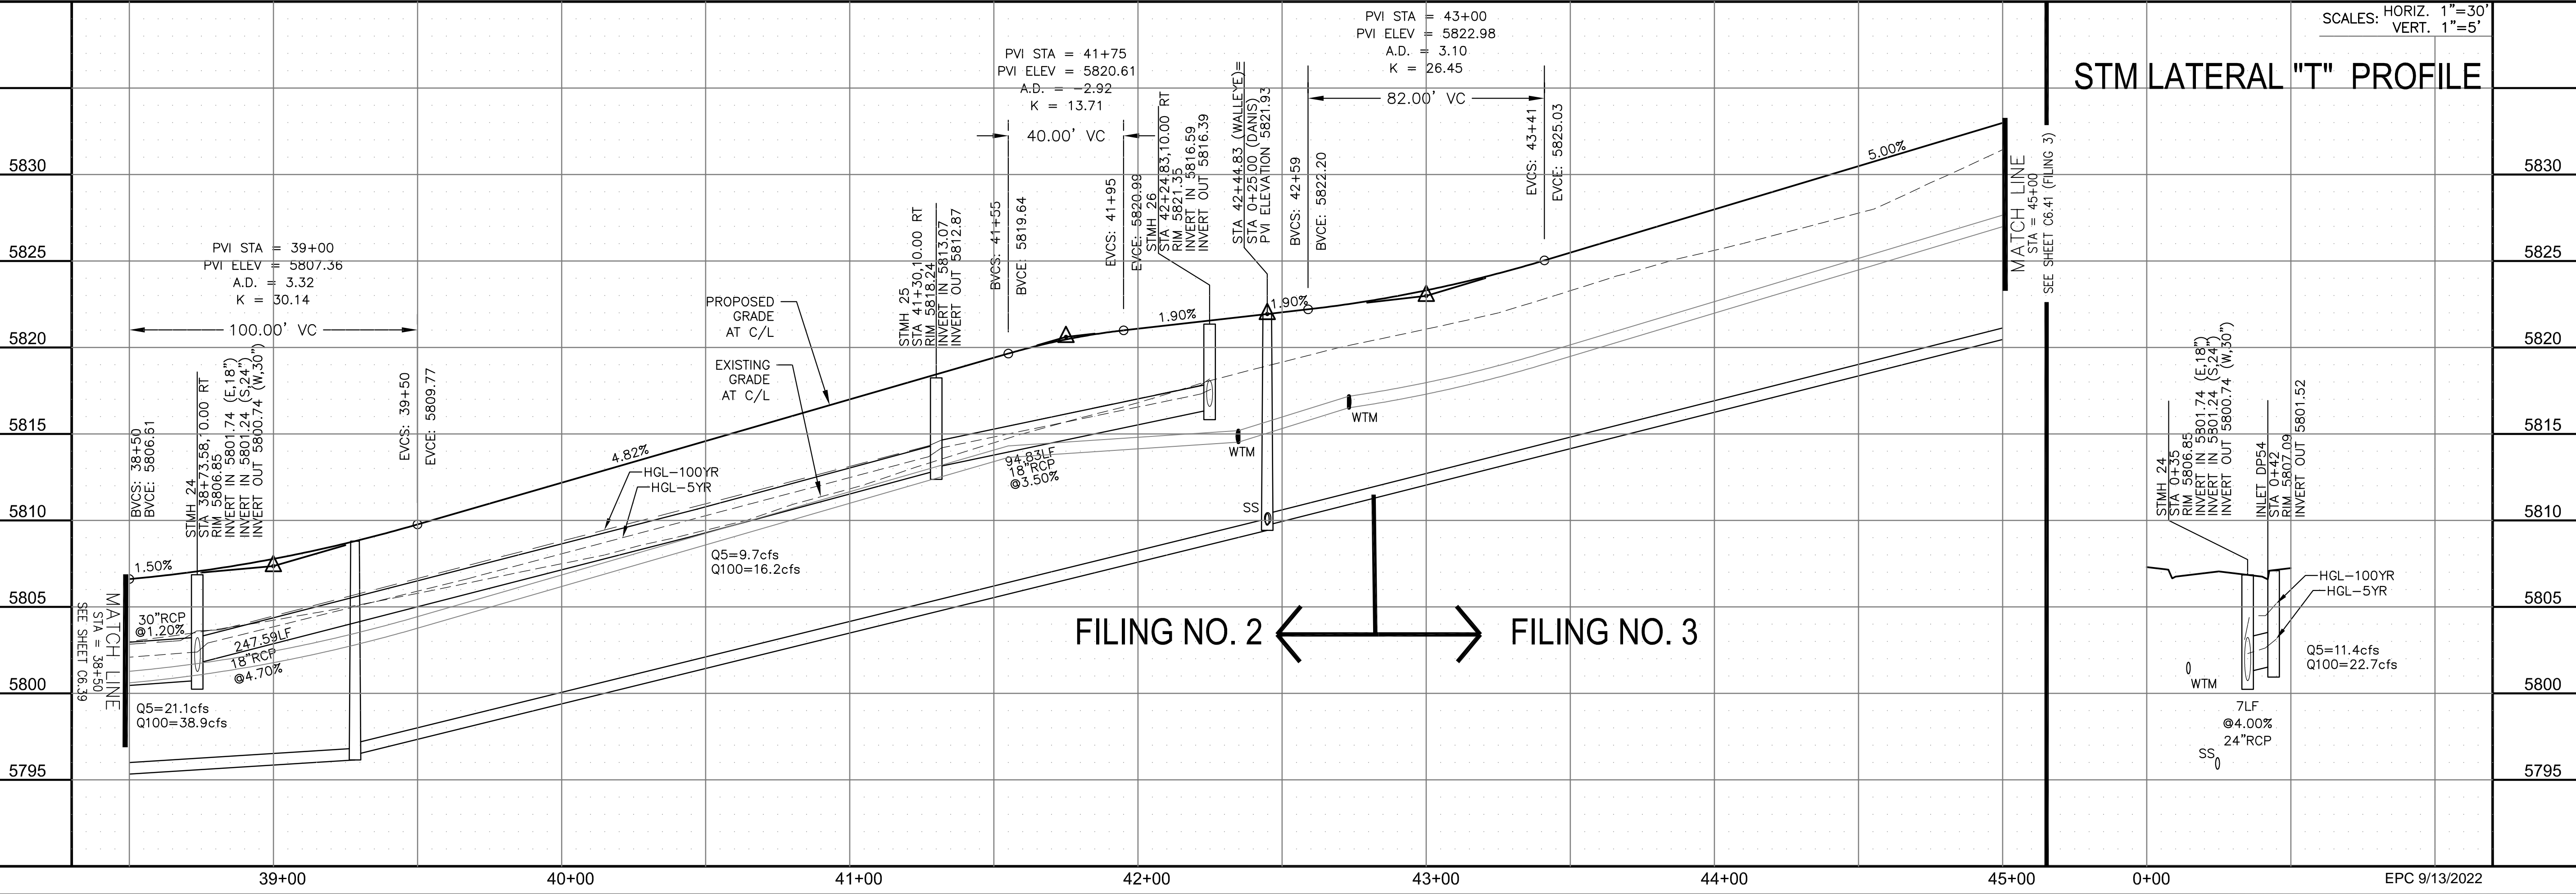 SCALES: HORIZ. 1"=30'
VERT. 1"=5'
STM LATERAL "T" PROFILE
PVI STA = 39+00
PVI ELEV = 5807.36
A.D. = 3.32
K = 30.14
100.00' VC
BVCS: 38+50
BVCE: 5806.61
STMH 24
STA 38+73.58,10.00 RT
RIM 5806.85
INVERT IN 5801.74 (E,18")
INVERT IN 5801.24 (S,24")
INVERT OUT 5800.74 (W,30")
EVCS: 39+50
EVCE: 5809.77
1.50%
30"RCP
@1.20%
247.59LF
18"RCP
@4.70%
Q5=21.1cfs
Q100=38.9cfs
MATCH LINE
STA = 38+50
SEE SHEET C6.39
4.82%
HGL-100YR
HGL-5YR
PROPOSED
GRADE
AT C/L
EXISTING
GRADE
AT C/L
Q5=9.7cfs
Q100=16.2cfs
STMH 25
STA 41+30,10.00 RT
RIM 5818.24
INVERT IN 5813.07
INVERT OUT 5812.87
PVI STA = 41+75
PVI ELEV = 5820.61
A.D. = -2.92
K = 13.71
40.00' VC
BVCS: 41+55
BVCE: 5819.64
EVCS: 41+95
EVCE: 5820.99
94.83LF
18"RCP
@3.50%
1.90%
STMH 26
STA 42+24.83,10.00 RT
RIM 5821.35
INVERT IN 5816.59
INVERT OUT 5816.39
STA 42+44.83 (WALLEYE)=
STA 0+25.00 (DANIS)
PVI ELEVATION 5821.93
1.90%
WTM
SS
WTM
PVI STA = 43+00
PVI ELEV = 5822.98
A.D. = 3.10
K = 26.45
82.00' VC
BVCS: 42+59
BVCE: 5822.20
EVCS: 43+41
EVCE: 5825.03
5.00%
FILING NO. 2
FILING NO. 3
MATCH LINE
STA = 45+00
SEE SHEET C6.41 (FILING 3)
STMH 24
STA 0+35
RIM 5806.85
INVERT IN 5801.74 (E,18")
INVERT IN 5801.24 (S,24")
INVERT OUT 5800.74 (W,30")
INLET DP54
STA 0+42
RIM 5807.09
INVERT OUT 5801.52
HGL-100YR
HGL-5YR
Q5=11.4cfs
Q100=22.7cfs
WTM
7LF
@4.00%
24"RCP
SS
5830
5825
5820
5815
5810
5805
5800
5795
5830
5825
5820
5815
5810
5805
5800
5795
39+00
40+00
41+00
42+00
43+00
44+00
45+00
0+00
EPC 9/13/2022